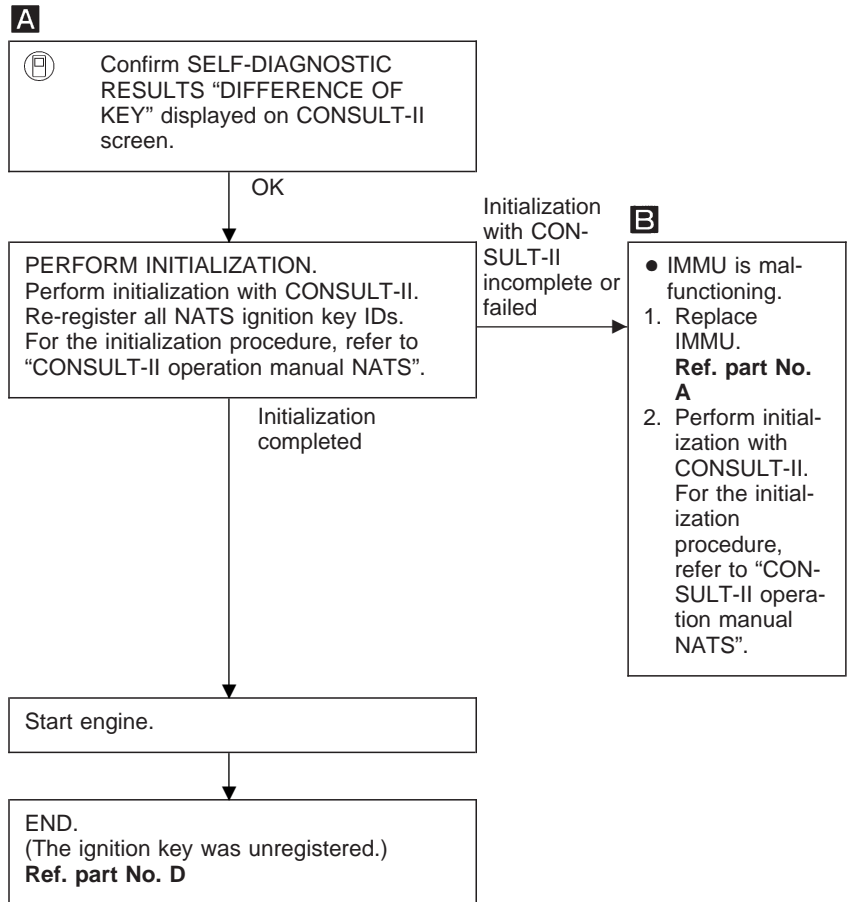 A
Confirm SELF-DIAGNOSTIC
RESULTS “DIFFERENCE OF
KEY” displayed on CONSULT-II
screen.
OK
PERFORM INITIALIZATION.
Perform initialization with CONSULT-II.
Re-register all NATS ignition key IDs.
For the initialization procedure, refer to
“CONSULT-II operation manual NATS”.
Initialization
with CON-
SULT-II
incomplete or
failed
B
● IMMU is mal-
functioning.
1. Replace
IMMU.
Ref. part No.
A
2. Perform initial-
ization with
CONSULT-II.
For the initial-
ization
procedure,
refer to “CON-
SULT-II opera-
tion manual
NATS”.
Initialization
completed
Start engine.
END.
(The ignition key was unregistered.)
Ref. part No. D